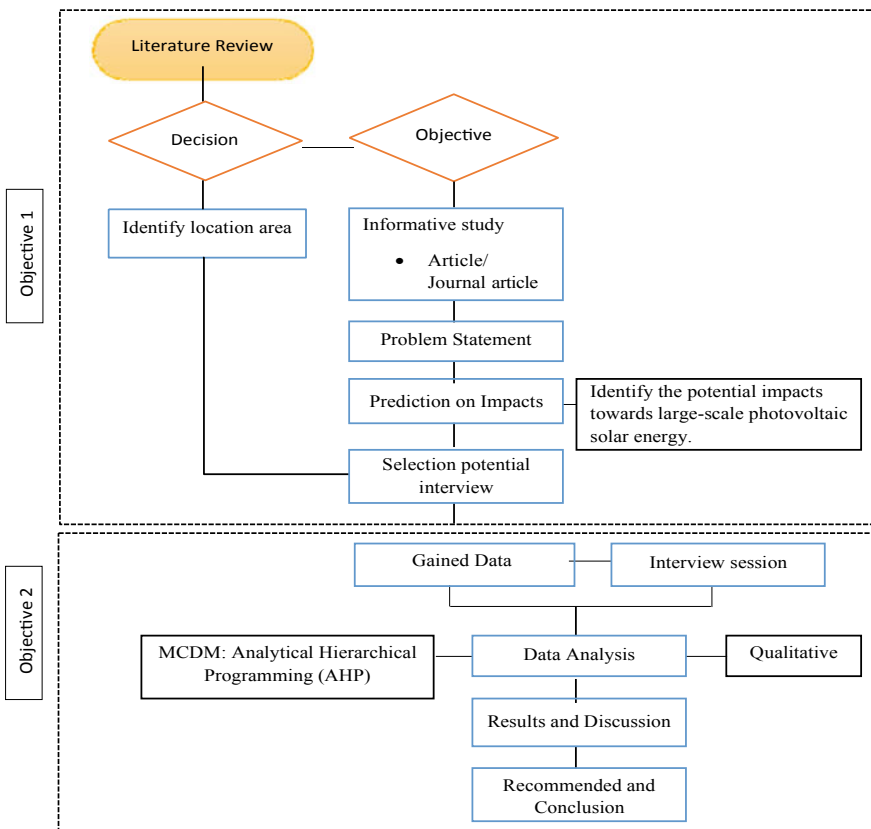 Literature Review
Decision
Objective
Objective 1
Identify location area
Informative study
• Article/
Journal article
Problem Statement
Prediction on Impacts
Identify the potential impacts
towards large-scale photovoltaic
solar energy.
Selection potential
interview
Objective 2
Gained Data
Interview session
MCDM: Analytical Hierarchical
Programming (AHP)
Data Analysis
Qualitative
Results and Discussion
Recommended and
Conclusion